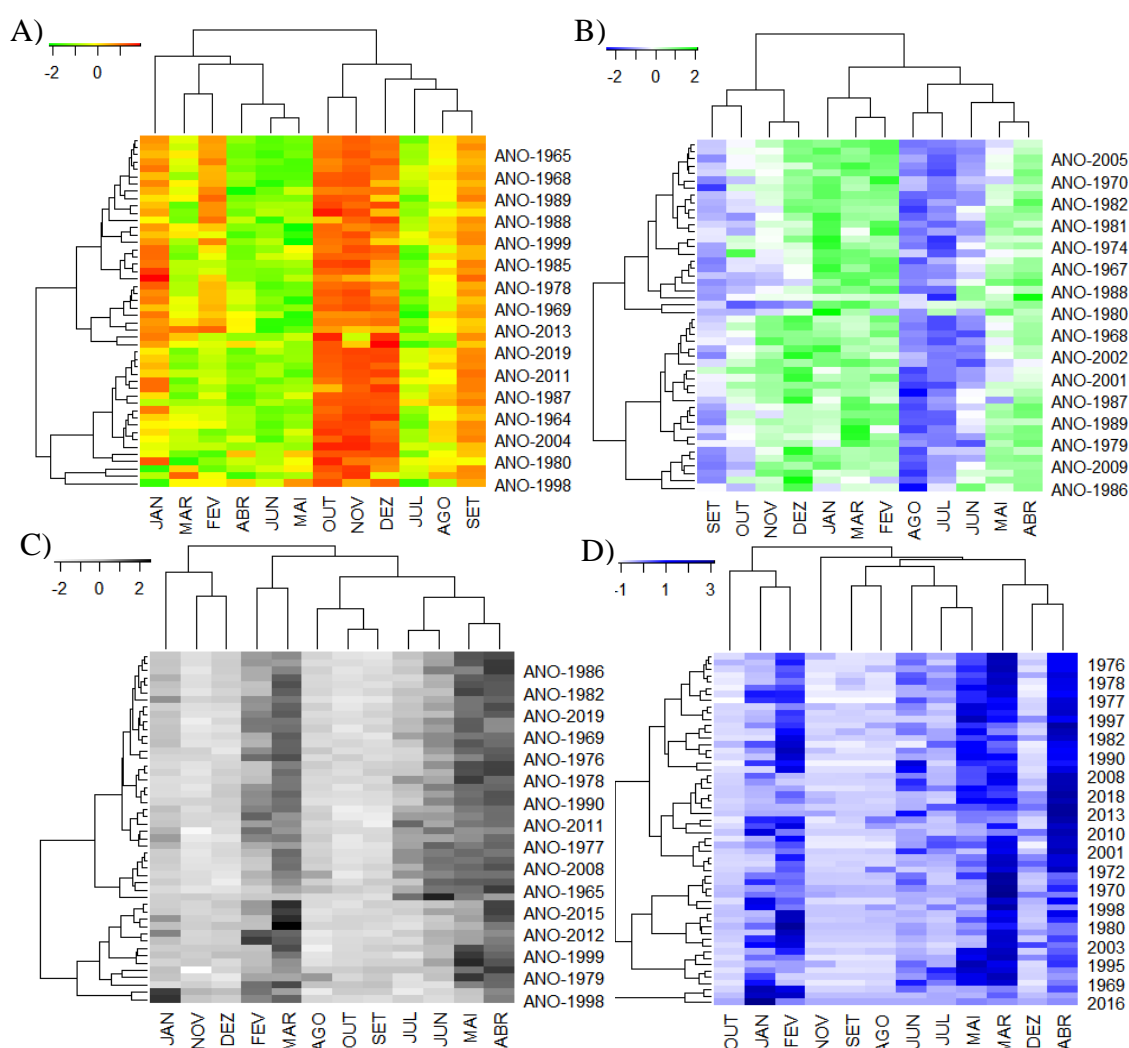 A)
-2 0
ANO-1965
ANO-1968
ANO-1989
ANO-1988
ANO-1999
ANO-1985
ANO-1978
ANO-1969
ANO-2013
ANO-2019
ANO-2011
ANO-1987
ANO-1964
ANO-2004
ANO-1980
ANO-1998
JAN MAR FEV ABR JUN MAI OUT NOV DEZ JUL AGO SET
B)
-2 0 2
ANO-2005
ANO-1970
ANO-1982
ANO-1981
ANO-1974
ANO-1967
ANO-1988
ANO-1980
ANO-1968
ANO-2002
ANO-2001
ANO-1987
ANO-1989
ANO-1979
ANO-2009
ANO-1986
SET OUT NOV DEZ JAN MAR FEV AGO JUL JUN MAI ABR
C)
-2 0 2
ANO-1986
ANO-1982
ANO-2019
ANO-1969
ANO-1976
ANO-1978
ANO-1990
ANO-2011
ANO-1977
ANO-2008
ANO-1965
ANO-2015
ANO-2012
ANO-1999
ANO-1979
ANO-1998
JAN NOV DEZ FEV MAR AGO OUT SET JUL JUN MAI ABR
D)
-1 1 3
1976
1978
1977
1997
1982
1990
2008
2018
2013
2010
2001
1972
1970
1998
1980
2003
1995
1969
2016
OUT JAN FEV NOV SET AGO JUN JUL MAI MAR DEZ ABR